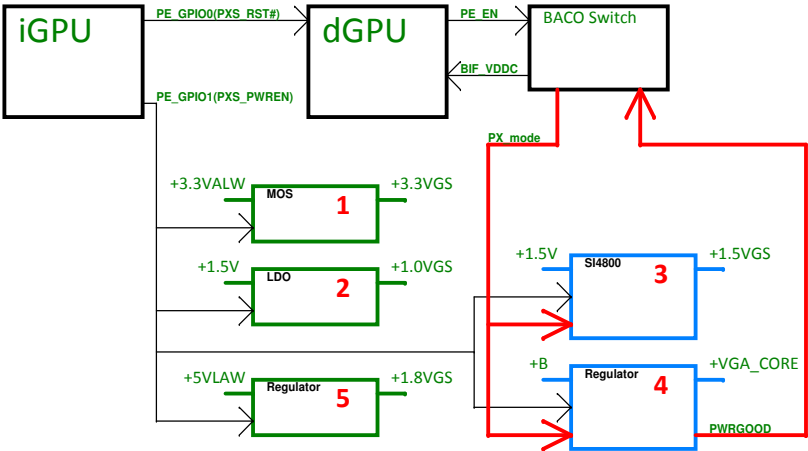 iGPU
PE_GPIO0(PXS_RST#)
dGPU
PE_EN
BACO Switch
BIF_VDDC
PE_GPIO1(PXS_PWREN)
PX_mode
+3.3VALW
MOS
1
+3.3VGS
+1.5V
LDO
2
+1.0VGS
+1.5V
SI4800
3
+1.5VGS
+5VLAW
Regulator
5
+1.8VGS
+B
Regulator
4
+VGA_CORE
PWRGOOD